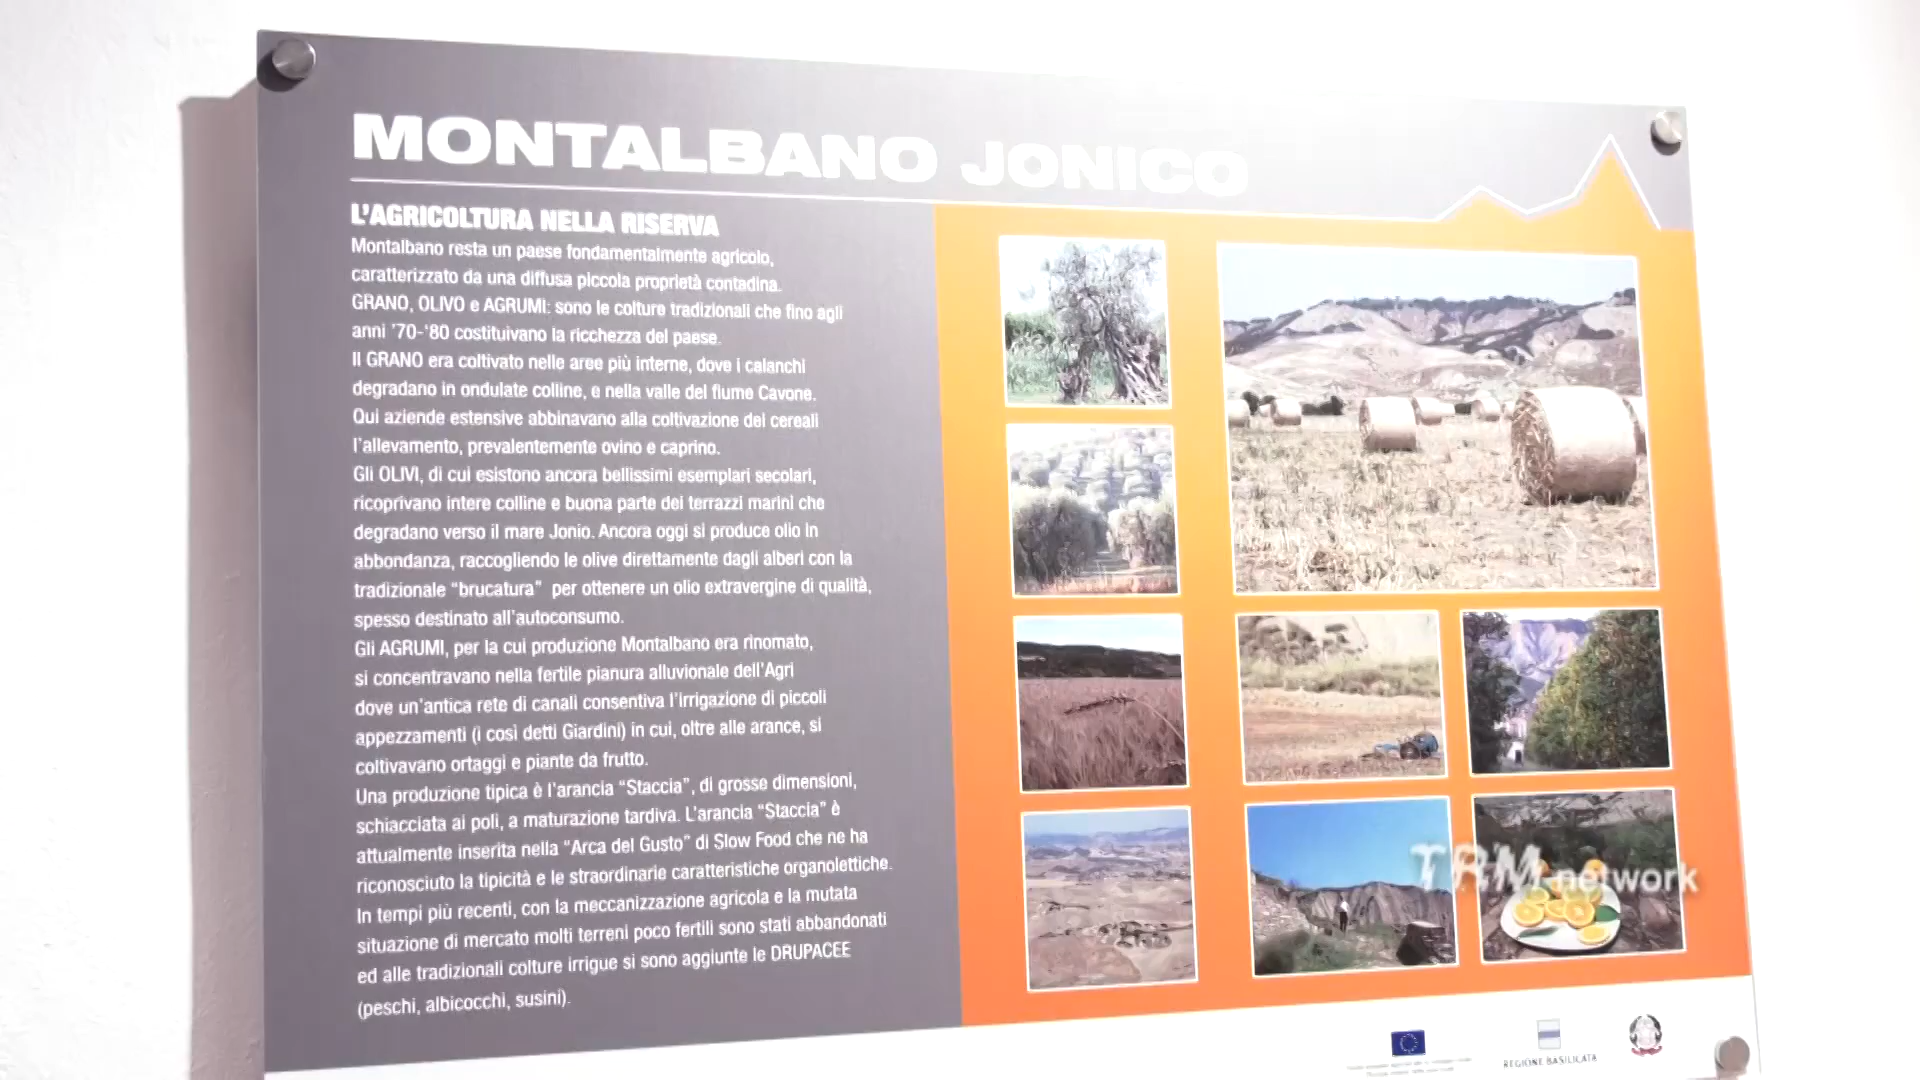 MONTALBANO JONICO
L'AGRICOLTURA NELLA RISERVA
Montalbano resta un paese fondamentalmente agricolo,
caratterizzato da una diffusa piccola proprietà contadina.
GRANO, OLIVO e AGRUMI: sono le colture tradizionali che fino agli
anni '70-'80 costituivano la ricchezza del paese.
Il GRANO era coltivato nelle aree più interne, dove i calanchi
degradano in ondulate colline, e nella valle del fiume Cavone.
Qui aziende estensive abbinavano alla coltivazione dei cereali
l'allevamento, prevalentemente ovino e caprino.
Gli OLIVI, di cui esistono ancora bellissimi esemplari secolari,
ricoprivano intere colline e buona parte dei terrazzi marini che
degradano verso il mare Jonio. Ancora oggi si produce olio in
abbondanza, raccogliendo le olive direttamente dagli alberi con la
tradizionale “brucatura” per ottenere un olio extravergine di qualità,
spesso destinato all'autoconsumo.
Gli AGRUMI, per la cui produzione Montalbano era rinomato,
si concentravano nella fertile pianura alluvionale dell'Agri
dove un'antica rete di canali consentiva l'irrigazione di piccoli
appezzamenti (i così detti Giardini) in cui, oltre alle arance, si
coltivavano ortaggi e piante da frutto.
Una produzione tipica è l'arancia “Staccia”, di grosse dimensioni,
schiacciata ai poli, a maturazione tardiva. L'arancia “Staccia” è
attualmente inserita nella “Arca del Gusto” di Slow Food che ne ha
riconosciuto la tipicità e le straordinarie caratteristiche organolettiche.
In tempi più recenti, con la meccanizzazione agricola e la mutata
situazione di mercato molti terreni poco fertili sono stati abbandonati
ed alle tradizionali colture irrigue si sono aggiunte le DRUPACEE
(peschi, albicocchi, susini).
TRM network
REGIONE BASILICATA